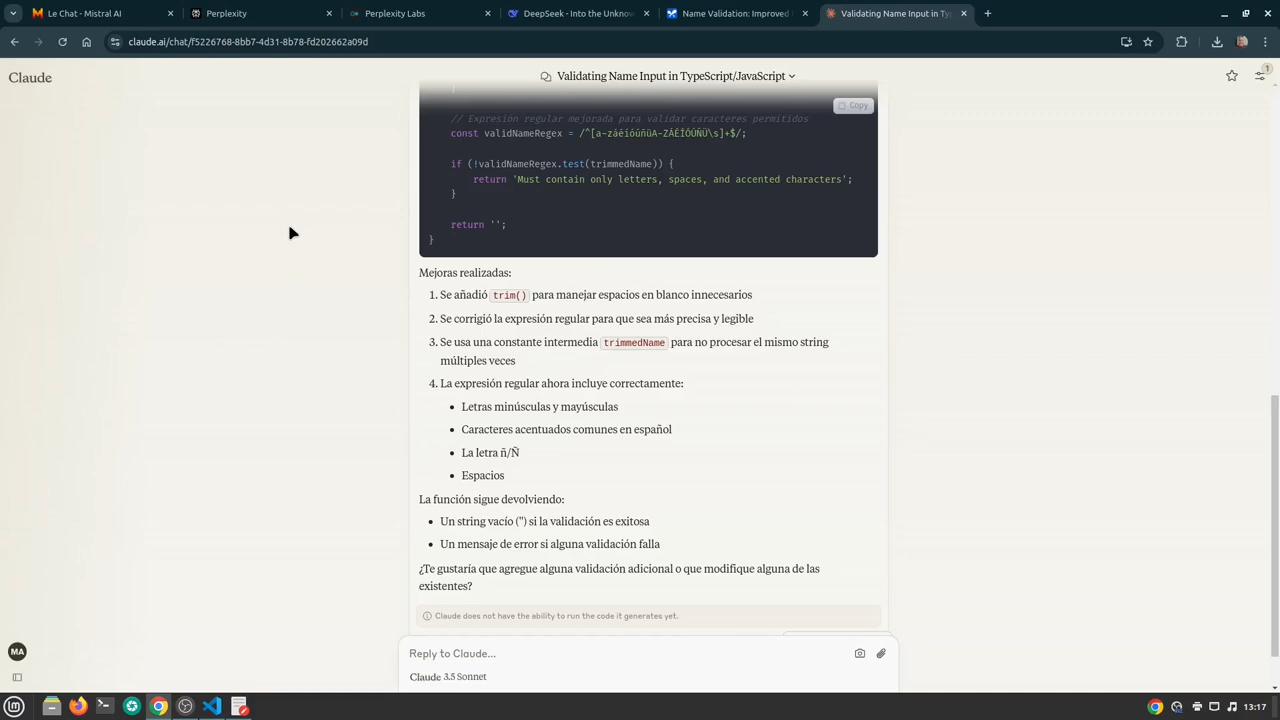 M Le Chat - Mistral AI
Perplexity
Perplexity Labs
DeepSeek - Into the Unknow
Name Validation: Improved
Validating Name Input in Ty
claude.ai/chat/f5226768-8bb7-4d31-8b78-fd202662a09d
Claude
Validating Name Input in TypeScript/JavaScript
1
Copy
// Expresión regular mejorada para validar caracteres permitidos
const validNameRegex = /^[a-záéíóúñüA-ZÁÉÍÓÚÑÜ\s]+$/;
if (!validNameRegex.test(trimmedName)) {
return 'Must contain only letters, spaces, and accented characters';
}
return '';
}
Mejoras realizadas:
1. Se añadió trim() para manejar espacios en blanco innecesarios
2. Se corrigió la expresión regular para que sea más precisa y legible
3. Se usa una constante intermedia trimmedName para no procesar el mismo string
múltiples veces
4. La expresión regular ahora incluye correctamente:
• Letras minúsculas y mayúsculas
• Caracteres acentuados comunes en español
• La letra ñ/Ñ
• Espacios
La función sigue devolviendo:
• Un string vacío ('') si la validación es exitosa
• Un mensaje de error si alguna validación falla
¿Te gustaría que agregue alguna validación adicional o que modifique alguna de las
existentes?
Claude does not have the ability to run the code it generates yet.
MA
Reply to Claude...
Claude 3.5 Sonnet
13:17